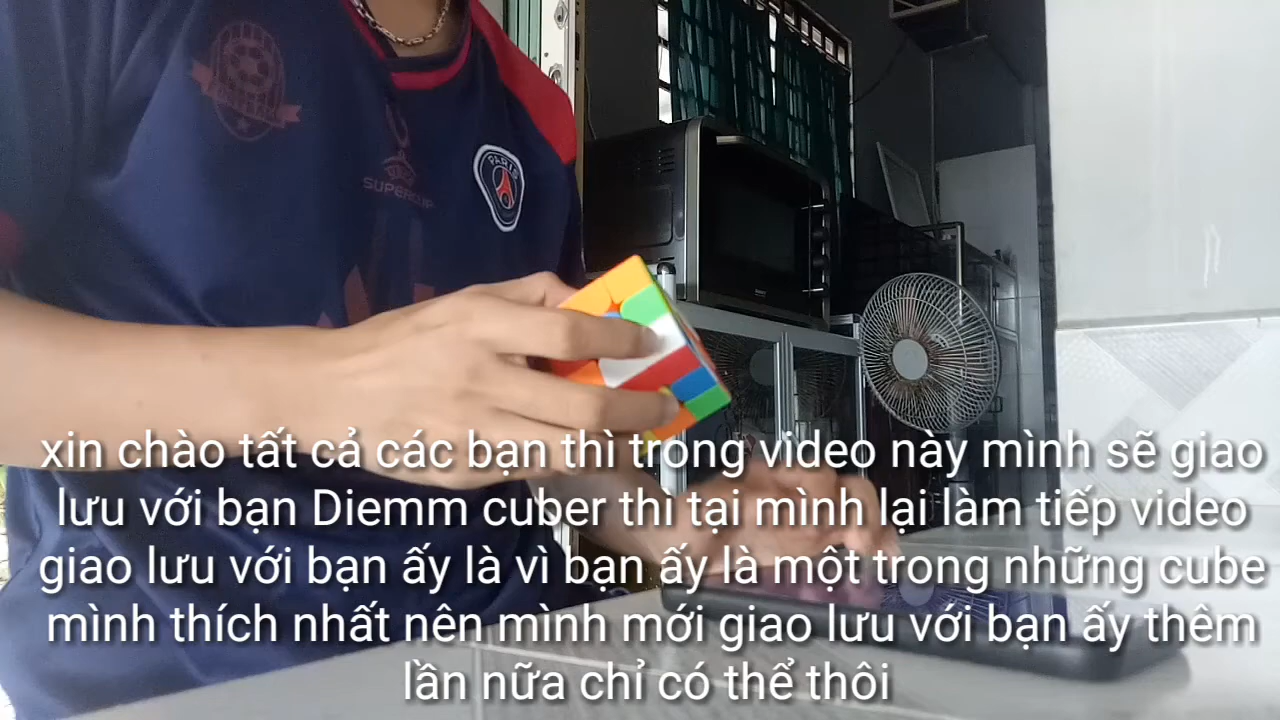 PARIS
SUPERCUP
xin chào tất cả các bạn thì trong video này mình sẽ giao
lưu với bạn Diemm cuber thì tại mình lại làm tiếp video
giao lưu với bạn ấy là vì bạn ấy là một trong những cube
mình thích nhất nên mình mới giao lưu với bạn ấy thêm
lần nữa chỉ có thể thôi